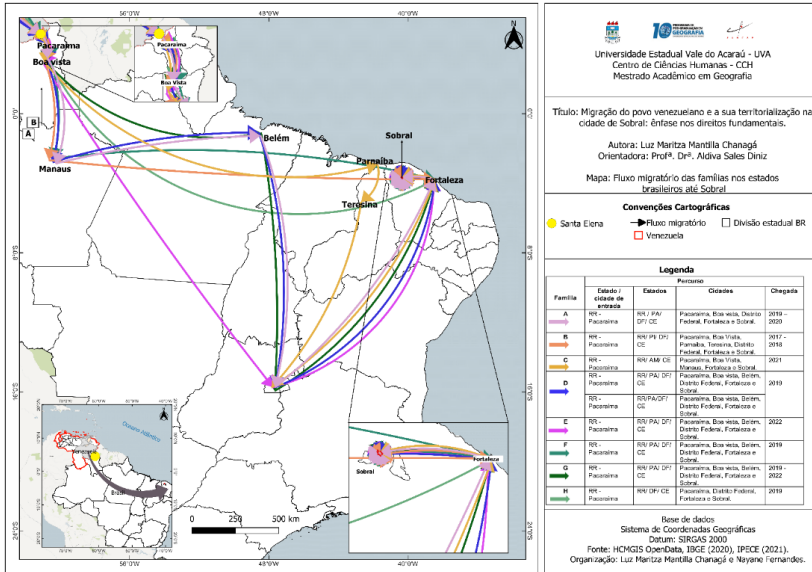 56°0'O
48°0'O
40°0'O
Pacaraima
Boa vista
Pacaraima
Boa Vista
N
B
A
Manaus
Belém
Parnaíba
Sobral
Fortaleza
Terosina
0°0'
8°0'S
16°0'S
24°0'S
Oceano Atlântico
Venezuela
Brasil
0 250 500 km
Sobral
Fortaleza
Universidade Estadual Vale do Acaraú - UVA
Centro de Ciências Humanas - CCH
Mestrado Acadêmico em Geografia
Título: Migração do povo venezuelano e a sua territorialização na
cidade de Sobral: ênfase nos direitos fundamentais.
Autora: Luz Maritza Mantilla Chanagá
Orientadora: Profª. Drª. Aldiva Sales Diniz
Mapa: Fluxo migratório das famílias nos estados
brasileiros até Sobral
Convenções Cartográficas
Santa Elena
Fluxo migratório
Divisão estadual BR
Venezuela
Legenda
Percurso
Família
Estado / cidade de entrada
Estados
Cidades
Chegada
A RR - Pacaraima RR / PA/ DF/ CE Pacaraima, Boa vista, Distrito Federal, Fortaleza e Sobral. 2019 - 2020
B RR - Pacaraima RR/ PI/ DF/ CE Pacaraima, Boa Vista, Parnaíba, Teresina, Distrito Federal, Fortaleza e Sobral. 2017 - 2018
C RR - Pacaraima RR/ AM/ CE Pacaraima, Boa Vista, Manaus, Fortaleza e Sobral. 2021
D RR - Pacaraima RR/ PA/ DF/ CE Pacaraima, Boa vista, Belém, Distrito Federal, Fortaleza e Sobral. 2019
RR - Pacaraima RR/PA/DF/ CE Pacaraima, Boa vista, Belém, Distrito Federal, Fortaleza e Sobral.
E RR - Pacaraima RR/ PA/ DF/ CE Pacaraima, Boa vista, Belém, Distrito Federal, Fortaleza e Sobral. 2022
F RR - Pacaraima RR/ PA/ DF/ CE Pacaraima, Boa vista, Belém, Distrito Federal, Fortaleza e Sobral. 2019
G RR - Pacaraima RR/ PA/ DF/ CE Pacaraima, Boa vista, Belém, Distrito Federal, Fortaleza e Sobral. 2019 - 2022
H RR - Pacaraima RR/ DF/ CE Pacaraima, Distrito Federal, Fortaleza e Sobral. 2019
Base de dados
Sistema de Coordenadas Geográficas
Datum: SIRGAS 2000
Fonte: HCMGIS OpenData, IBGE (2020), IPECE (2021).
Organização: Luz Maritza Mantilla Chanagá e Nayane Fernandes.